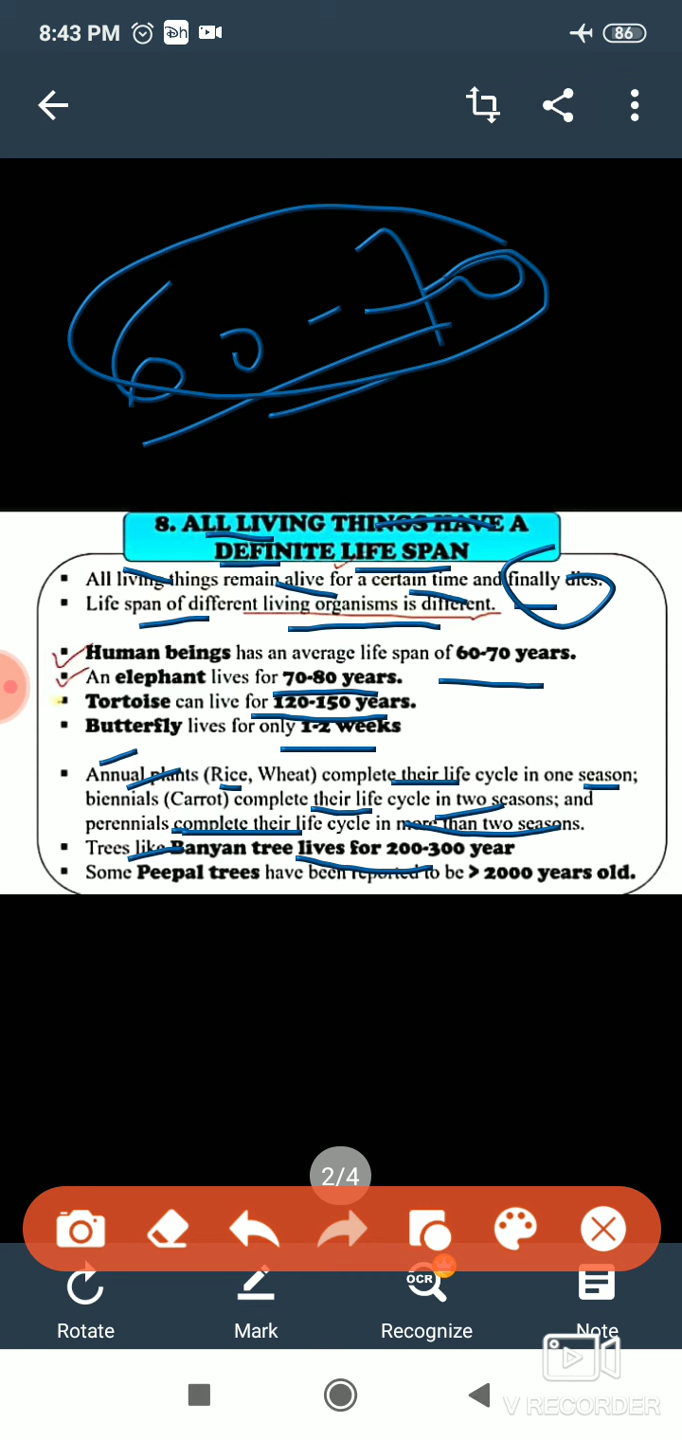 8:43 PM
86
60-70
8. ALL LIVING THINGS HAVE A
DEFINITE LIFE SPAN
▪ All living things remain alive for a certain time and finally dies.
▪ Life span of different living organisms is different.
▪ Human beings has an average life span of 60-70 years.
▪ An elephant lives for 70-80 years.
▪ Tortoise can live for 120-150 years.
▪ Butterfly lives for only 1-2 weeks
▪ Annual plants (Rice, Wheat) complete their life cycle in one season;
biennials (Carrot) complete their life cycle in two seasons; and
perennials complete their life cycle in more than two seasons.
▪ Trees like Banyan tree lives for 200-300 year
▪ Some Peepal trees have been reported to be > 2000 years old.
2/4
OCR
Rotate Mark Recognize Note
V RECORDER